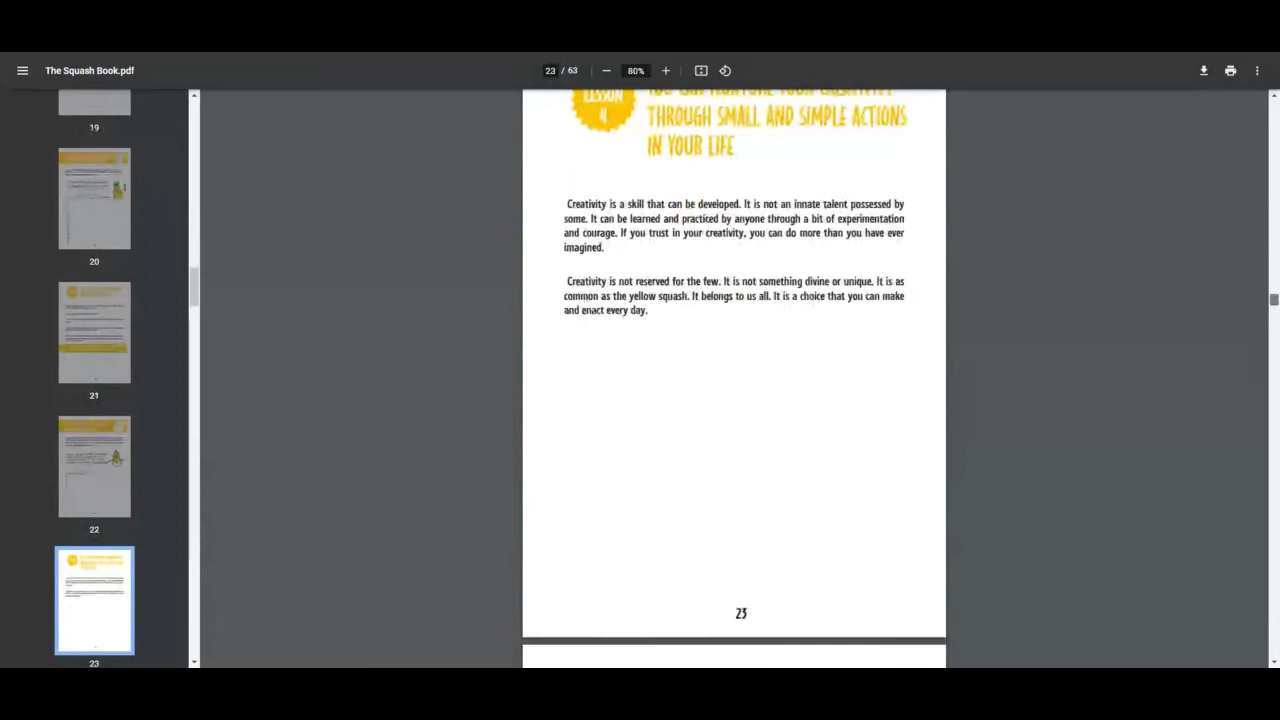 The Squash Book.pdf
23 / 63
80%
19
20
21
22
23
LESSON
4
YOU CAN NURTURE YOUR CREATIVITY
THROUGH SMALL AND SIMPLE ACTIONS
IN YOUR LIFE
Creativity is a skill that can be developed. It is not an innate talent possessed by
some. It can be learned and practiced by anyone through a bit of experimentation
and courage. If you trust in your creativity, you can do more than you have ever
imagined.
Creativity is not reserved for the few. It is not something divine or unique. It is as
common as the yellow squash. It belongs to us all. It is a choice that you can make
and enact every day.
23